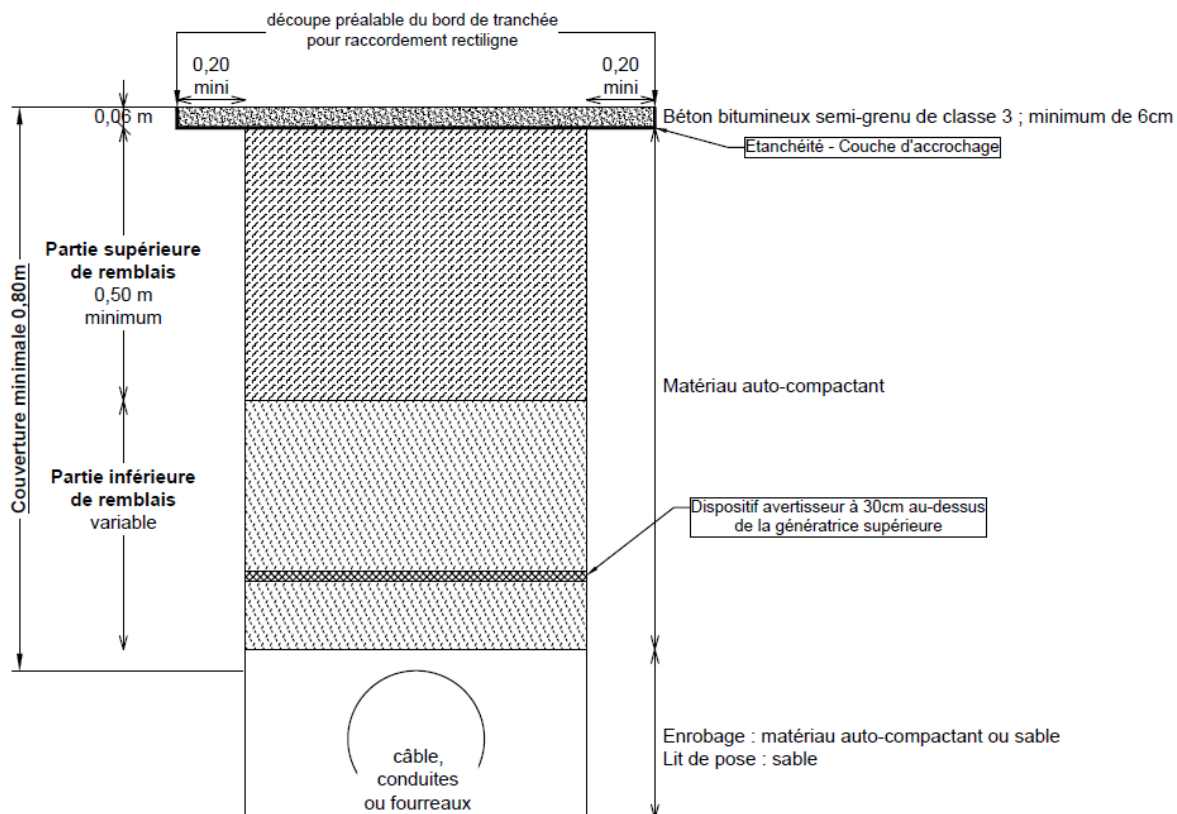 découpe préalable du bord de tranchée
pour raccordement rectiligne
0,20
mini
0,20
mini
0,06 m
Béton bitumineux semi-grenu de classe 3 ; minimum de 6cm
Etanchéité - Couche d'accrochage
Couverture minimale 0,80m
Partie supérieure
de remblais
0,50 m
minimum
Matériau auto-compactant
Partie inférieure
de remblais
variable
Dispositif avertisseur à 30cm au-dessus
de la génératrice supérieure
câble,
conduites
ou fourreaux
Enrobage : matériau auto-compactant ou sable
Lit de pose : sable